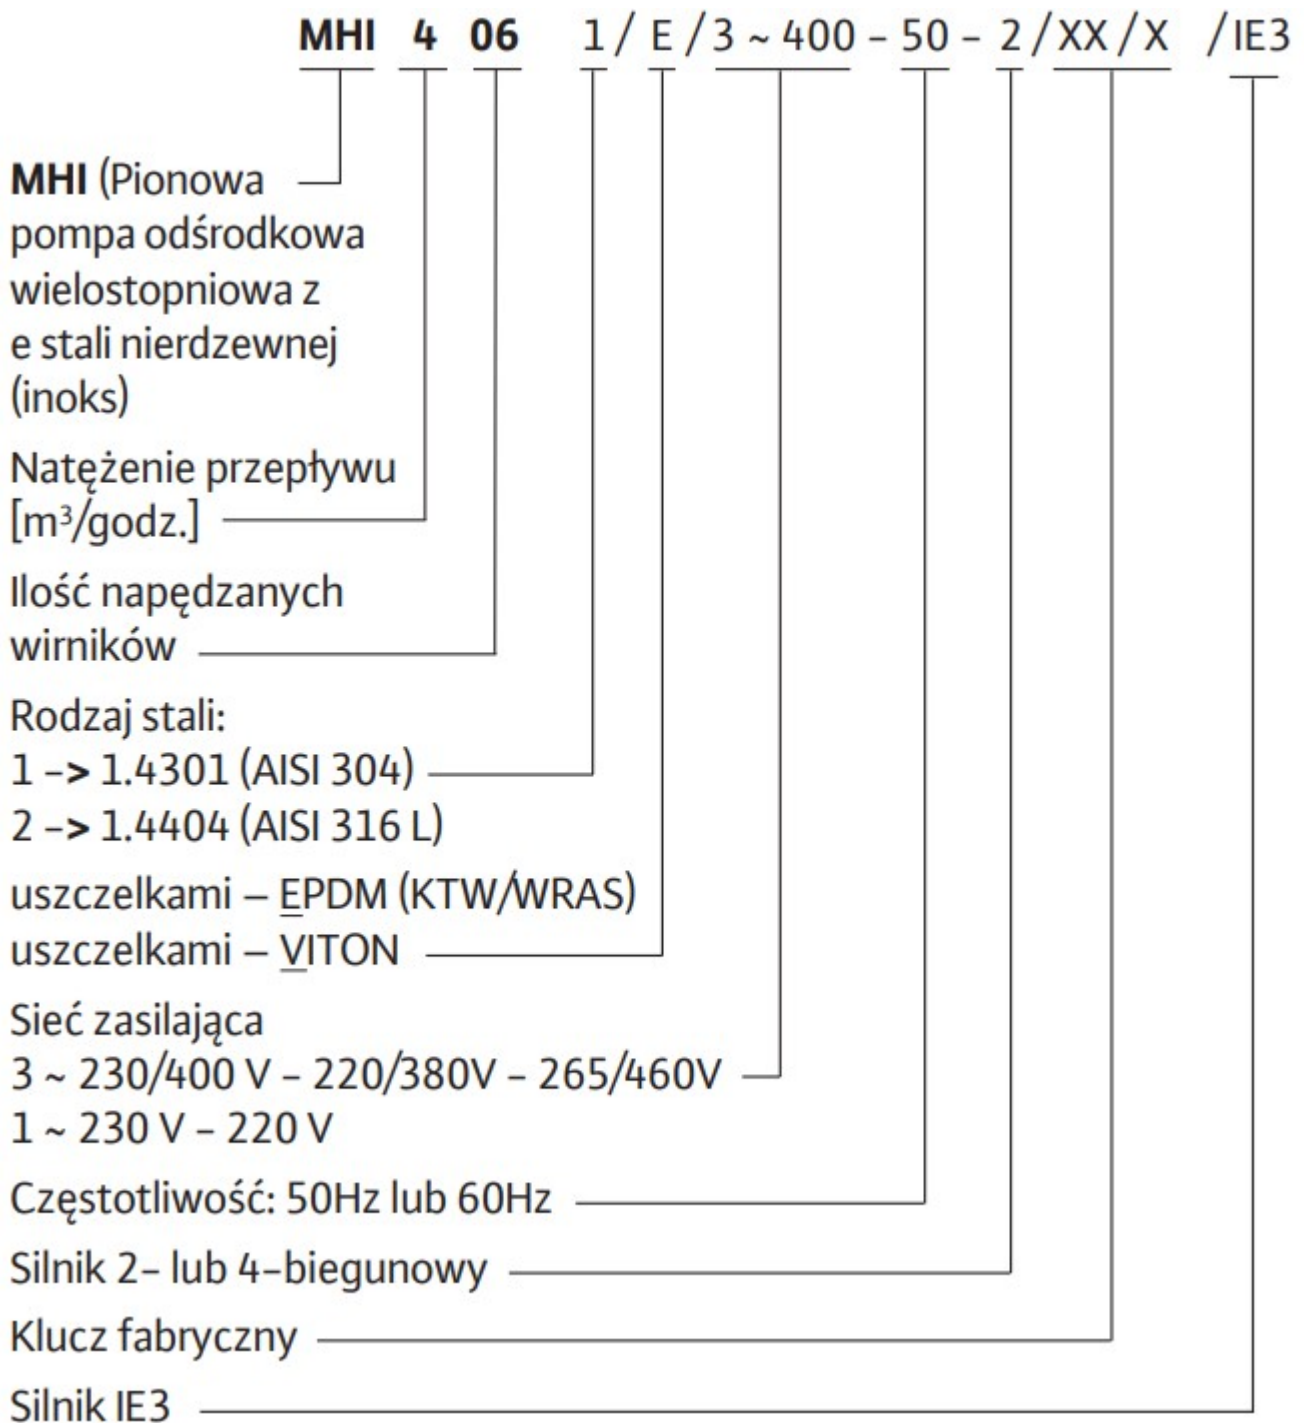 MHI 4 06 1 / E / 3 ~ 400 – 50 – 2 / XX / X / IE3
MHI (Pionowa
pompa odśrodkowa
wielostopniowa z
e stali nierdzewnej
(inoks)
Natężenie przepływu
[m³/godz.]
Ilość napędzanych
wirników
Rodzaj stali:
1 –> 1.4301 (AISI 304)
2 –> 1.4404 (AISI 316 L)
uszczelkami – EPDM (KTW/WRAS)
uszczelkami – VITON
Sieć zasilająca
3 ~ 230/400 V – 220/380V – 265/460V
1 ~ 230 V – 220 V
Częstotliwość: 50Hz lub 60Hz
Silnik 2– lub 4–biegunowy
Klucz fabryczny
Silnik IE3